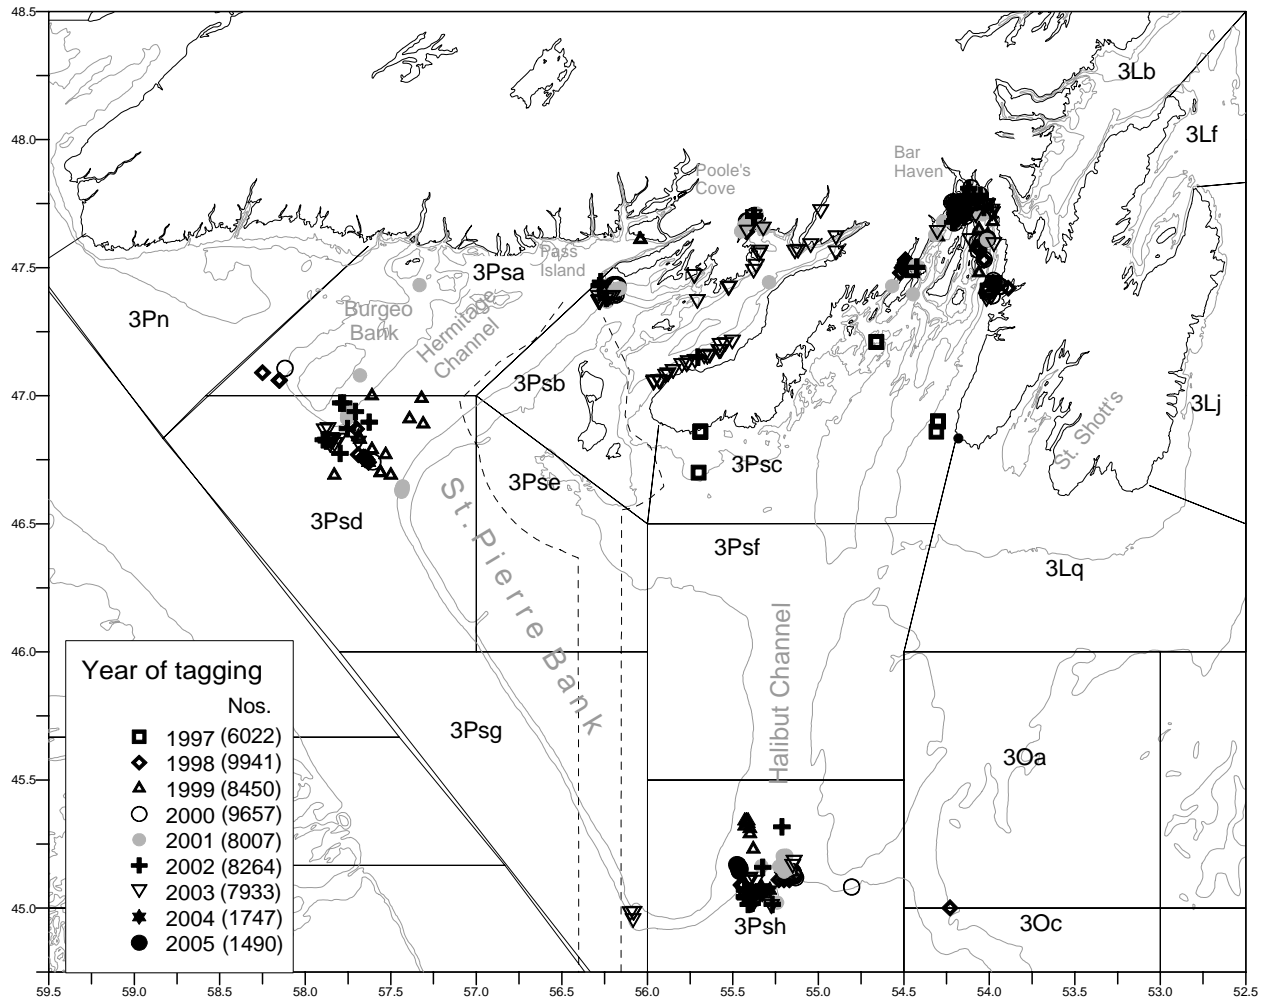 48.5
48.0
47.5
47.0
46.5
46.0
45.5
45.0
3Lb
3Lf
Bar
Haven
Poole's
Cove
Pass
Island
3Psa
3Pn
Burgeo
Bank
Hermitage
Channel
3Psb
3Lj
St. Shott's
3Psc
3Pse
3Psd
St. Pierre Bank
3Psf
3Lq
Halibut Channel
3Psg
3Oa
3Psh
3Oc
Year of tagging
Nos.
1997 (6022)
1998 (9941)
1999 (8450)
2000 (9657)
2001 (8007)
2002 (8264)
2003 (7933)
2004 (1747)
2005 (1490)
59.5 59.0 58.5 58.0 57.5 57.0 56.5 56.0 55.5 55.0 54.5 54.0 53.5 53.0 52.5